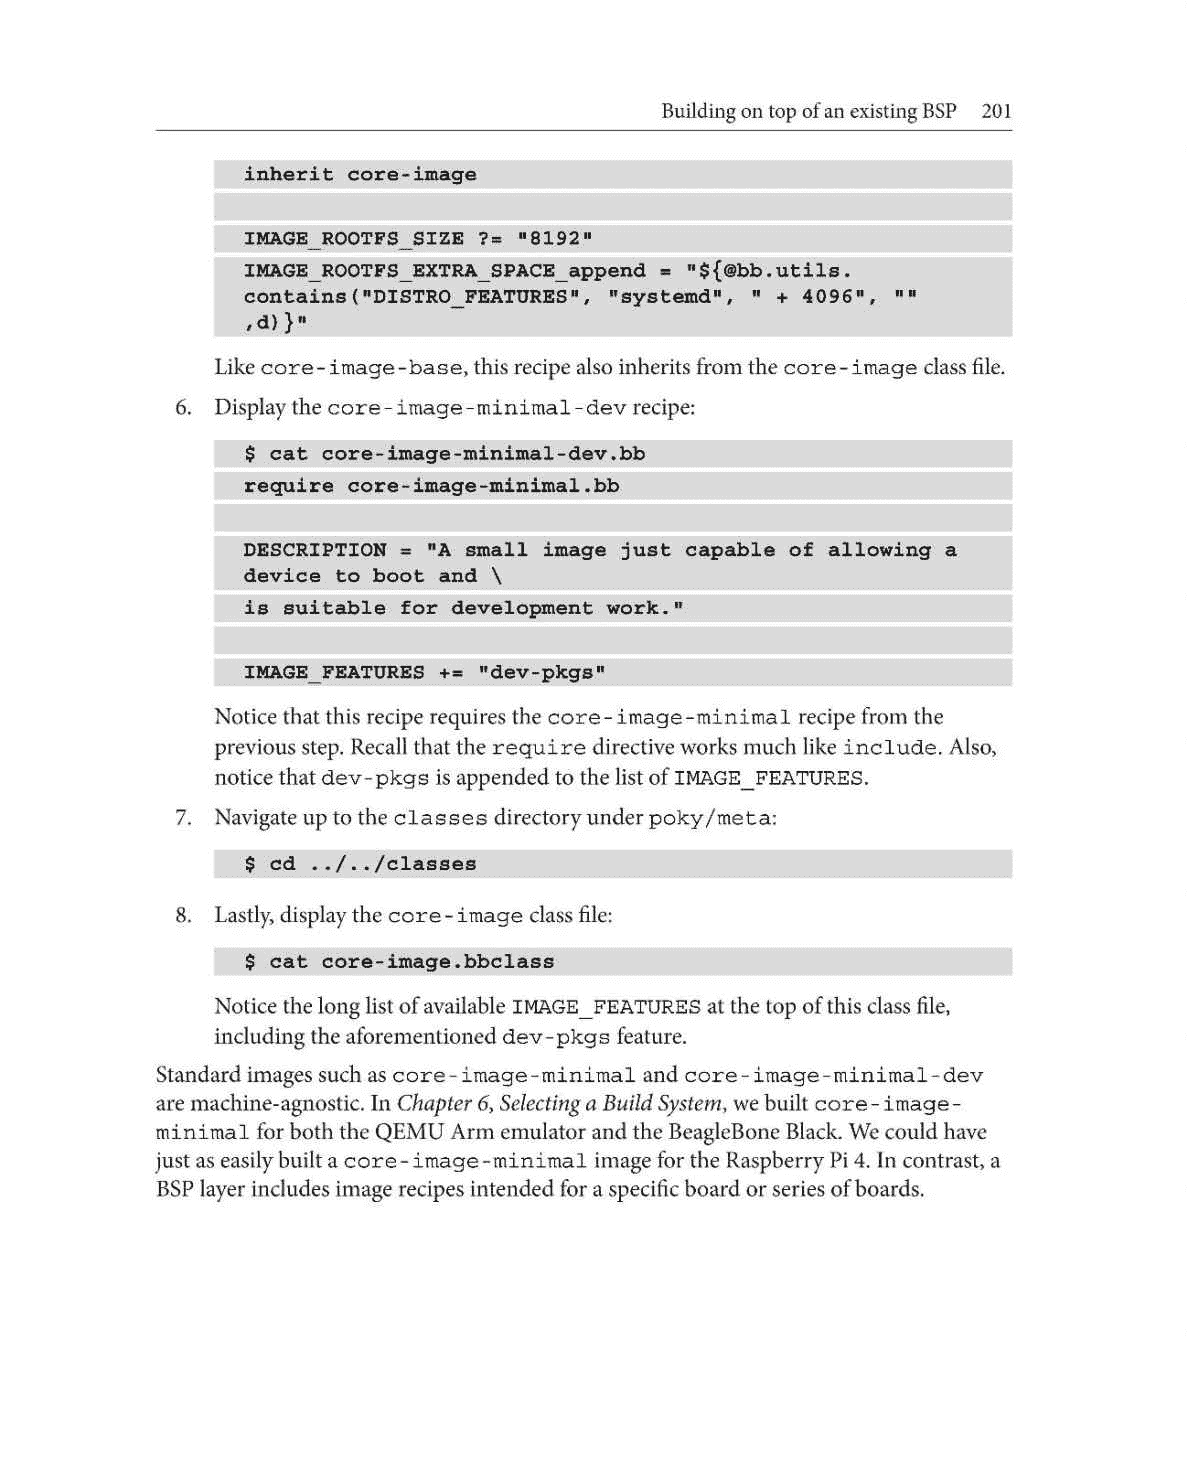 Building on top of an existing BSP 201
inherit core-image
IMAGE_ROOTFS_SIZE ?= "8192"
IMAGE_ROOTFS_EXTRA_SPACE_append = "${@bb.utils.
contains("DISTRO_FEATURES", "systemd", " + 4096", ""
,d)}"
Like core-image-base, this recipe also inherits from the core-image class file.
6. Display the core-image-minimal-dev recipe:
$ cat core-image-minimal-dev.bb
require core-image-minimal.bb
DESCRIPTION = "A small image just capable of allowing a
device to boot and \
is suitable for development work."
IMAGE_FEATURES += "dev-pkgs"
Notice that this recipe requires the core-image-minimal recipe from the
previous step. Recall that the require directive works much like include. Also,
notice that dev-pkgs is appended to the list of IMAGE_FEATURES.
7. Navigate up to the classes directory under poky/meta:
$ cd ../../classes
8. Lastly, display the core-image class file:
$ cat core-image.bbclass
Notice the long list of available IMAGE_FEATURES at the top of this class file,
including the aforementioned dev-pkgs feature.
Standard images such as core-image-minimal and core-image-minimal-dev
are machine-agnostic. In Chapter 6, Selecting a Build System, we built core-image-
minimal for both the QEMU Arm emulator and the BeagleBone Black. We could have
just as easily built a core-image-minimal image for the Raspberry Pi 4. In contrast, a
BSP layer includes image recipes intended for a specific board or series of boards.